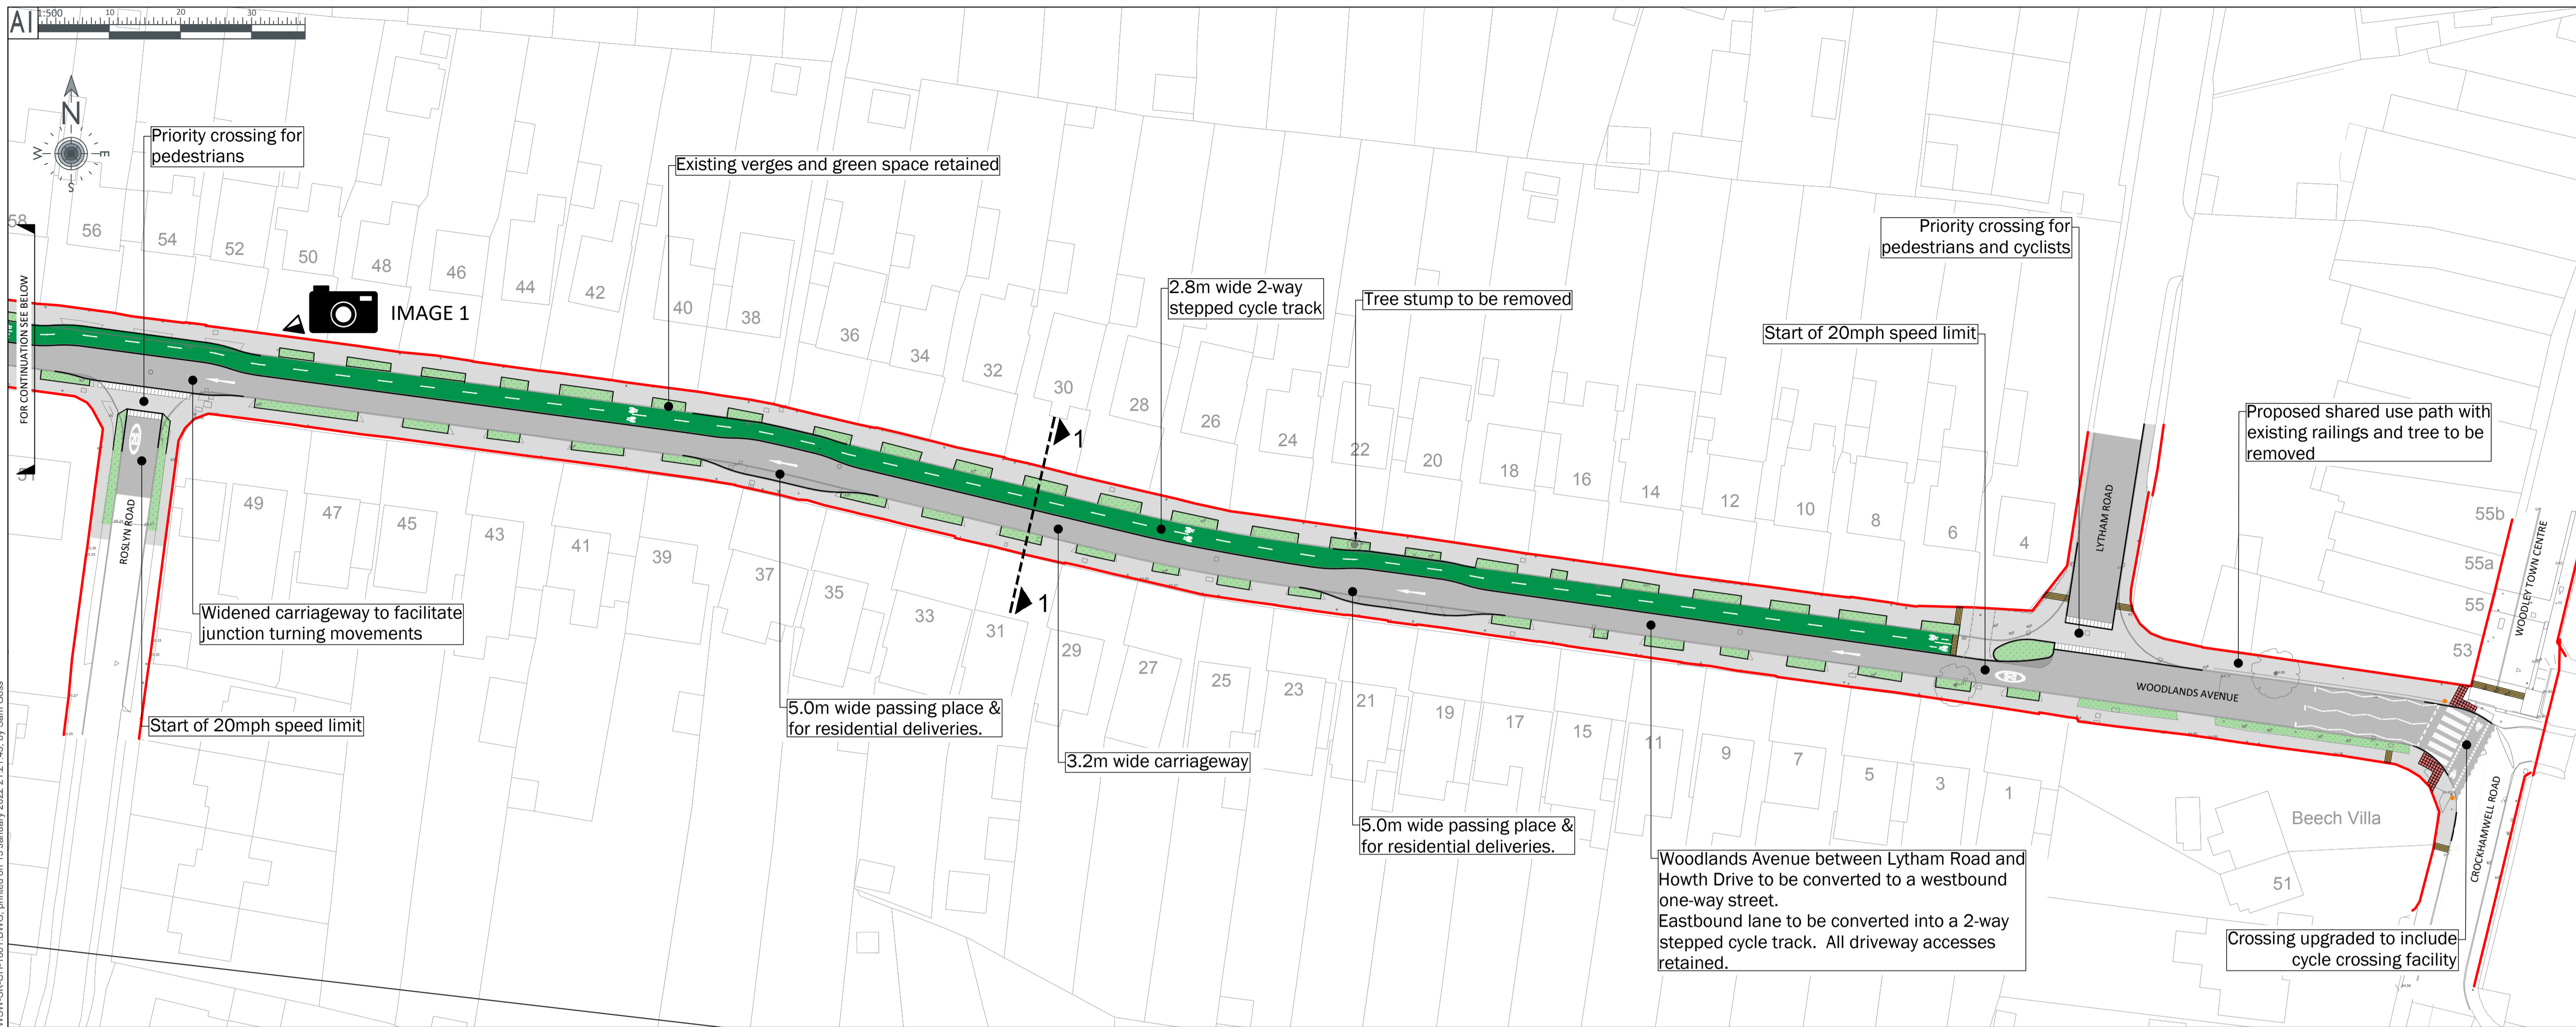 A1
1:500
10
20
30
N
W
E
S
Priority crossing for
pedestrians
Existing verges and green space retained
Priority crossing for
pedestrians and cyclists
2.8m wide 2-way
stepped cycle track
Tree stump to be removed
Start of 20mph speed limit
Proposed shared use path with
existing railings and tree to be
removed
IMAGE 1
FOR CONTINUATION SEE BELOW
58
56
54
52
50
48
46
44
42
40
38
36
34
32
30
28
26
24
22
20
18
16
14
12
10
8
6
4
55b
55a
55
53
1
1
LYTHAM ROAD
WOODLEY TOWN CENTRE
WOODLANDS AVENUE
CROCKHAMWELL ROAD
ROSLYN ROAD
51
49
47
45
43
41
39
37
35
33
31
29
27
25
23
21
19
17
15
11
9
7
5
3
1
Beech Villa
51
Widened carriageway to facilitate
junction turning movements
Start of 20mph speed limit
5.0m wide passing place &
for residential deliveries.
3.2m wide carriageway
5.0m wide passing place &
for residential deliveries.
Woodlands Avenue between Lytham Road and
Howth Drive to be converted to a westbound
one-way street.
Eastbound lane to be converted into a 2-way
stepped cycle track. All driveway accesses
retained.
Crossing upgraded to include
cycle crossing facility